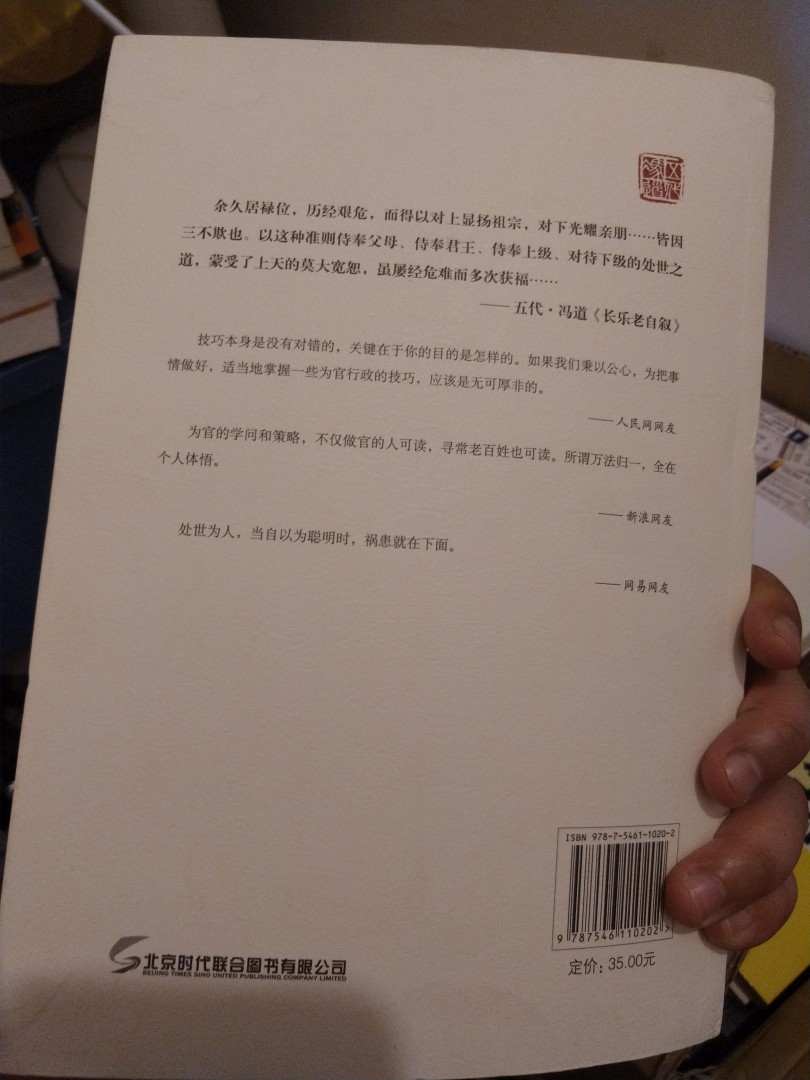 五代
冯道
余久居禄位，历经艰危，而得以对上显扬祖宗，对下光耀亲朋……皆因
三不欺也。以这种准则侍奉父母、侍奉君王、侍奉上级、对待下级的处世之
道，蒙受了上天的莫大宽恕，虽屡经危难而多次获福……
——五代·冯道《长乐老自叙》
技巧本身是没有对错的，关键在于你的目的是怎样的。如果我们秉以公心，为把事
情做好，适当地掌握一些为官行政的技巧，应该是无可厚非的。
——人民网网友
为官的学问和策略，不仅做官的人可读，寻常老百姓也可读。所谓万法归一，全在
个人体悟。
——新浪网友
处世为人，当自以为聪明时，祸患就在下面。
——网易网友
ISBN 978-7-5461-1020-2
9 787546 110202 >
定价：35.00元
北京时代联合图书有限公司
BEIJING TIMES SINO UNITED PUBLISHING COMPANY LIMITED